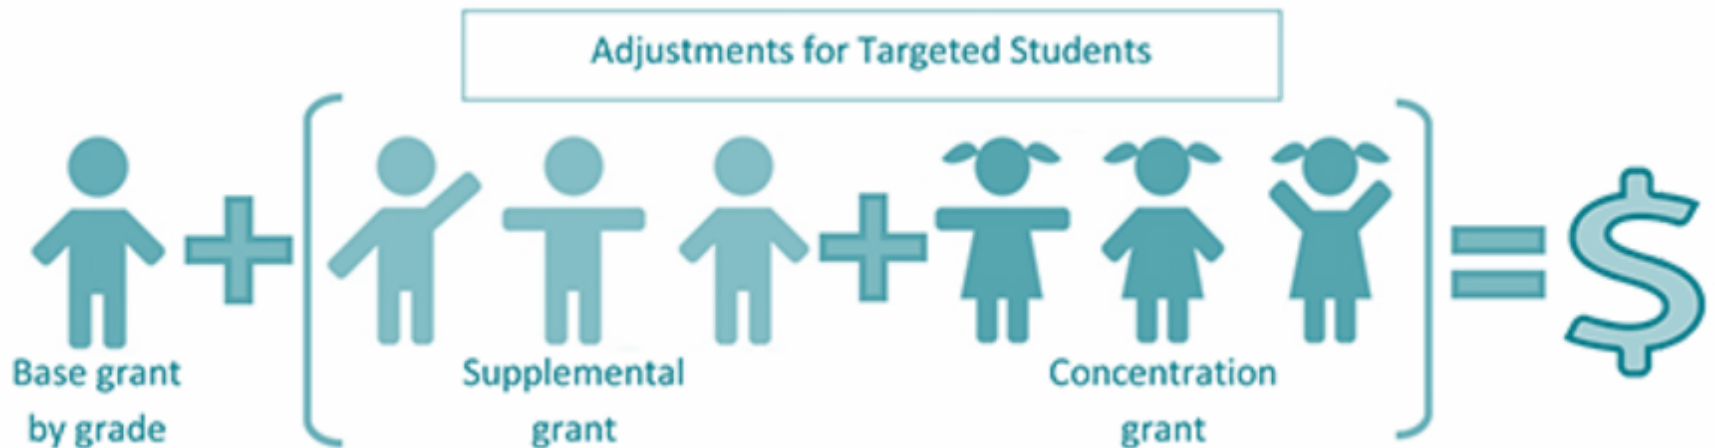 Adjustments for Targeted Students
+
+
=
$
Base grant
by grade
Supplemental
grant
Concentration
grant